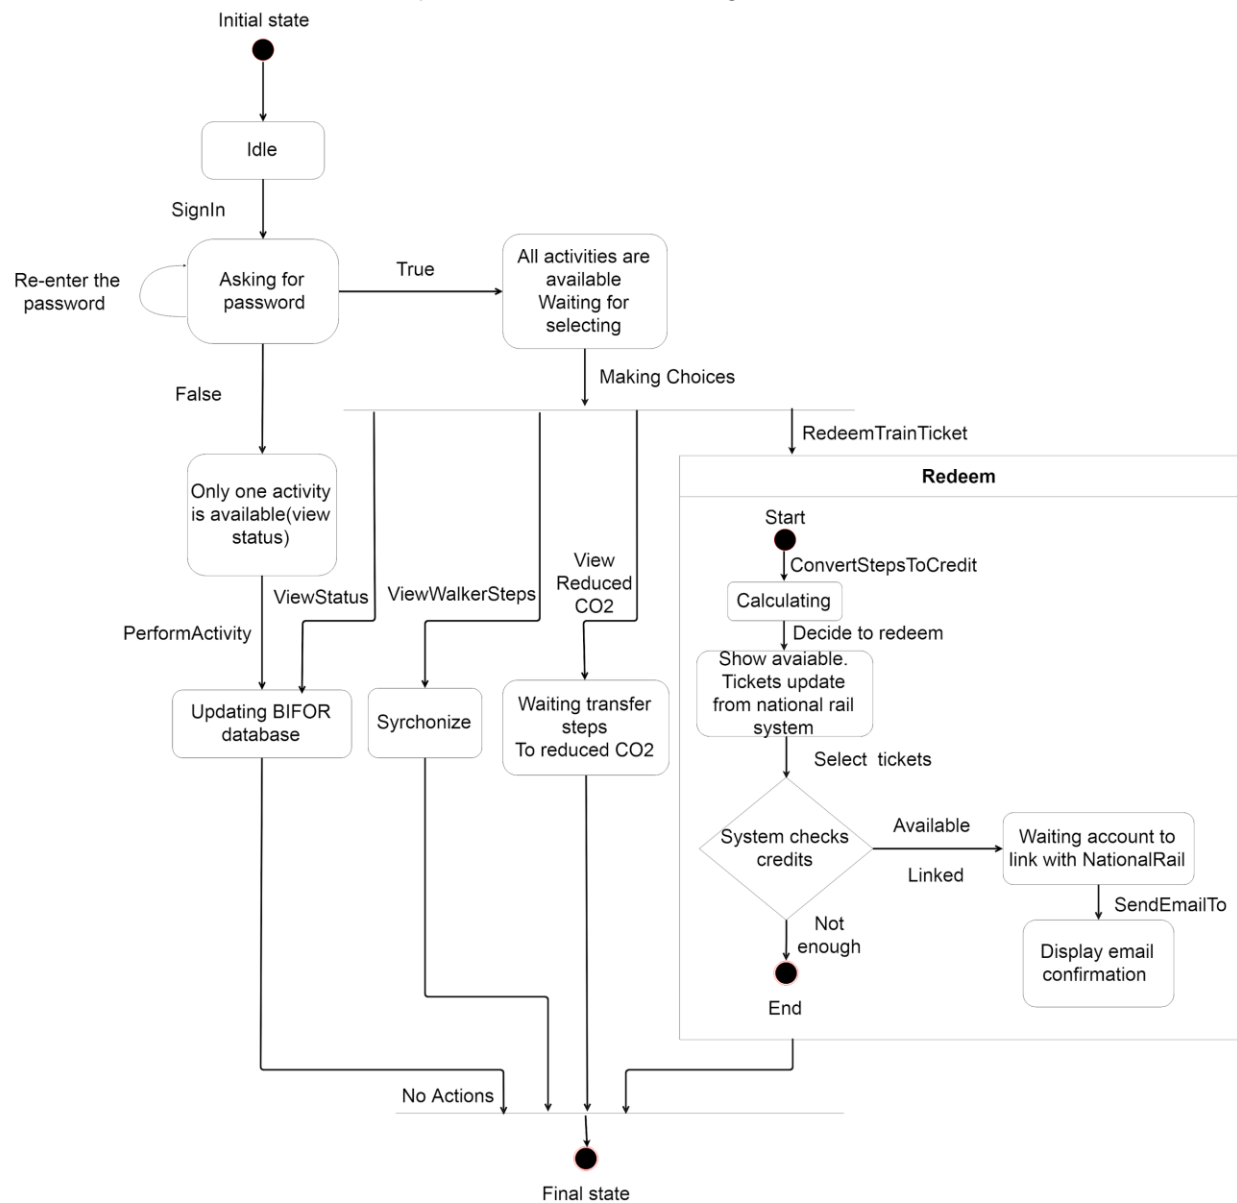 Initial state
Idle
SignIn
Re-enter the
password
Asking for
password
True
All activities are
available
Waiting for
selecting
False
Making Choices
RedeemTrainTicket
Only one activity
is available(view
status)
Redeem
Start
ConvertStepsToCredit
Calculating
Decide to redeem
Show avaiable.
Tickets update
from national rail
system
Select  tickets
PerformActivity
ViewStatus
ViewWalkerSteps
View
Reduced
CO2
Updating BIFOR
database
Syrchonize
Waiting transfer
steps
To reduced CO2
System checks
credits
Available
Linked
Waiting account to
link with NationalRail
SendEmailTo
Display email
confirmation
Not
enough
End
No Actions
Final state